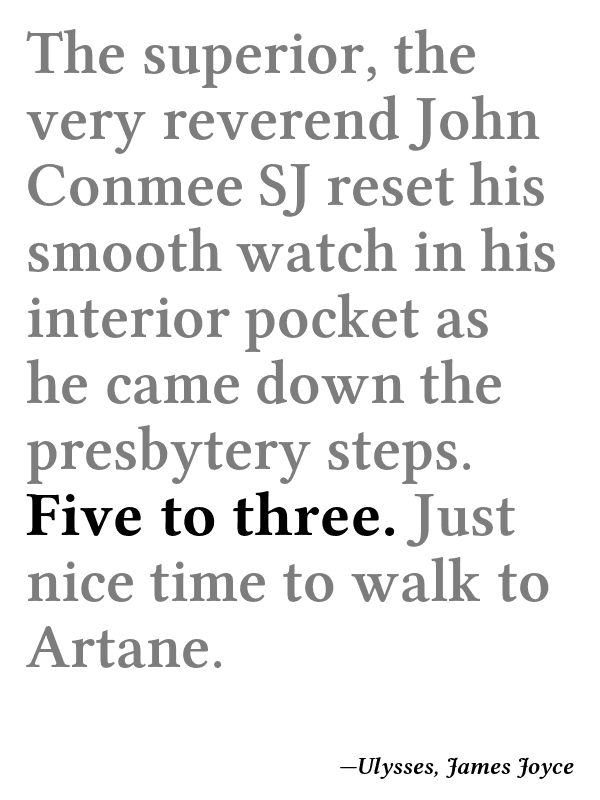 The superior, the
very reverend John
Conmee SJ reset his
smooth watch in his
interior pocket as
he came down the
presbytery steps.
Five to three. Just
nice time to walk to
Artane.
—Ulysses, James Joyce